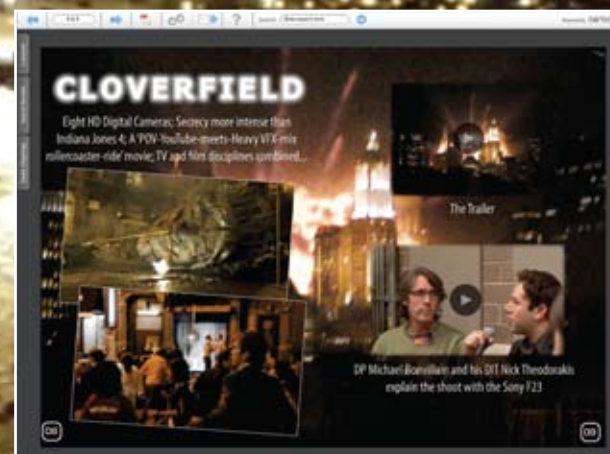 CLOVERFIELD
Eight HD Digital Cameras; Secrecy more intense than
Indiana Jones 4; A 'POV-YouTube-meets-Heavy VFX-mix
rollercoaster-ride' movie; TV and film disciplines combined...
The Trailer
DP Michael Bonvillain and his DIT Nick Theodorakis
explain the shoot with the Sony F23